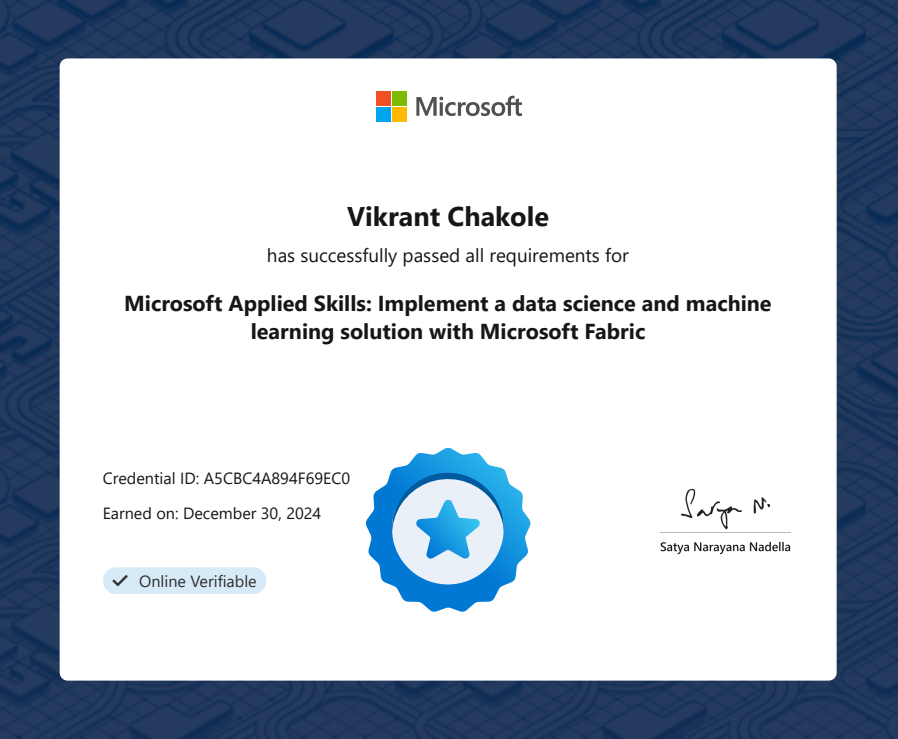 Microsoft
Vikrant Chakole
has successfully passed all requirements for
Microsoft Applied Skills: Implement a data science and machine
learning solution with Microsoft Fabric
Credential ID: A5CBC4A894F69EC0
Earned on: December 30, 2024
Online Verifiable
Satya N.
Satya Narayana Nadella